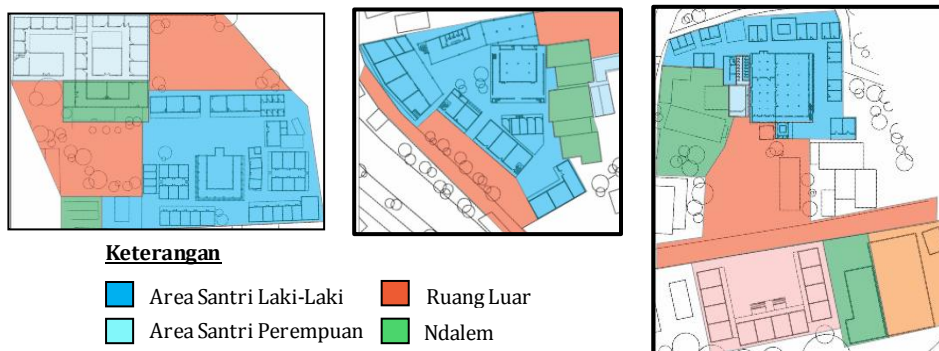 Keterangan
Area Santri Laki-Laki
Ruang Luar
Area Santri Perempuan
Ndalem